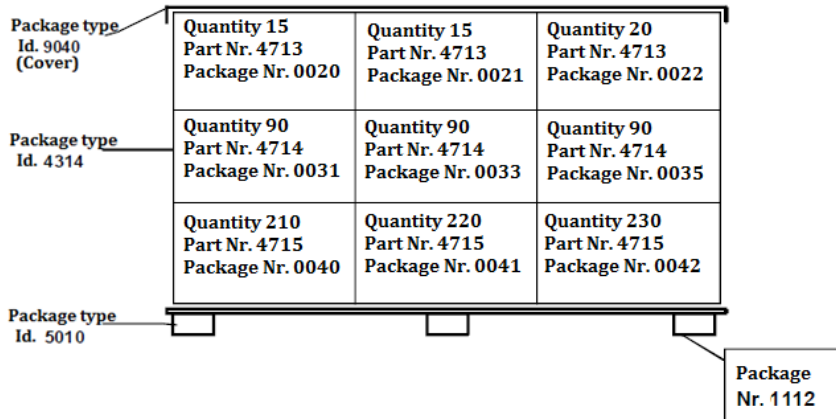 Package type
Id. 9040
(Cover)
Quantity 15
Part Nr. 4713
Package Nr. 0020
Quantity 15
Part Nr. 4713
Package Nr. 0021
Quantity 20
Part Nr. 4713
Package Nr. 0022
Package type
Id. 4314
Quantity 90
Part Nr. 4714
Package Nr. 0031
Quantity 90
Part Nr. 4714
Package Nr. 0033
Quantity 90
Part Nr. 4714
Package Nr. 0035
Quantity 210
Part Nr. 4715
Package Nr. 0040
Quantity 220
Part Nr. 4715
Package Nr. 0041
Quantity 230
Part Nr. 4715
Package Nr. 0042
Package type
Id. 5010
Package
Nr. 1112